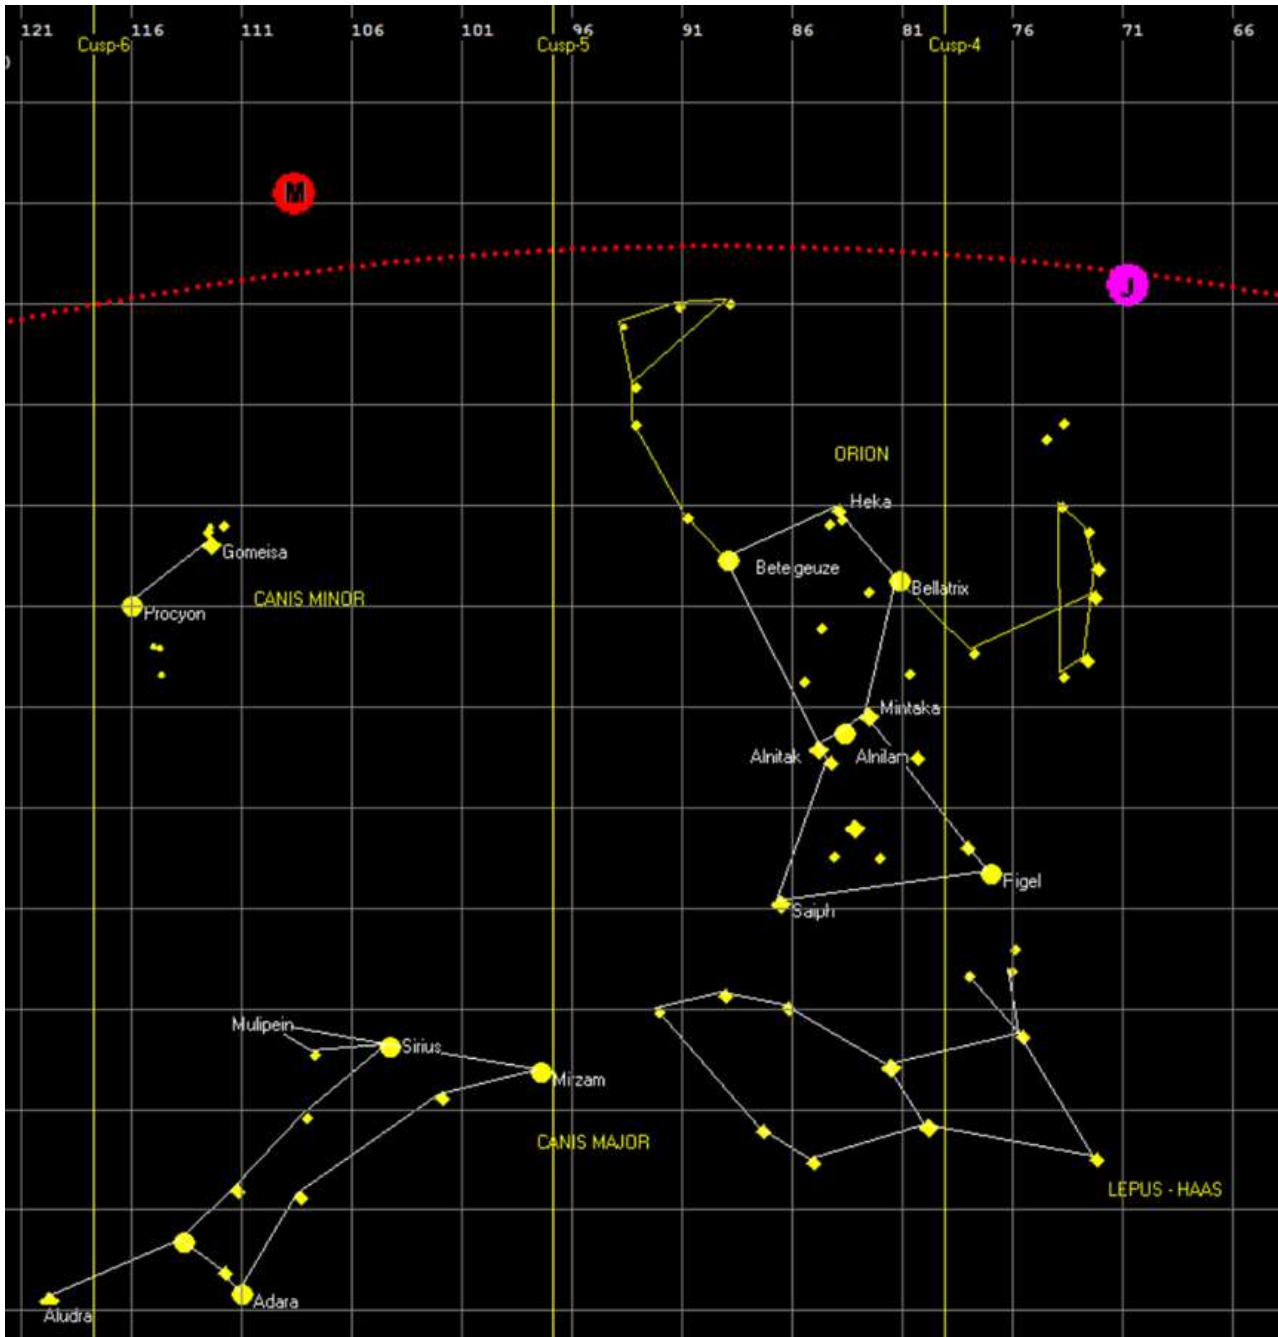 121 116 111 106 101 96 91 86 81 76 71 66
Cusp-6 Cusp-5 Cusp-4
M
J
ORION
Heka
Gomeisa
Betelgeuze
Bellatrix
CANIS MINOR
Procyon
Mintaka
Alnitak
Alnilam
Rigel
Saiph
Mulipein
Sirius
Mirzam
CANIS MAJOR
LEPUS - HAAS
Adara
Aludra